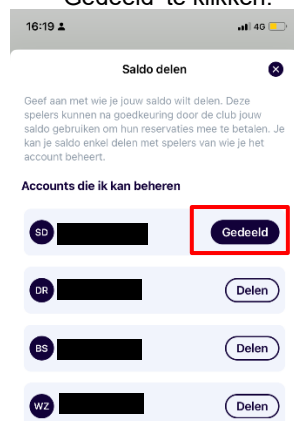 'Gedeeld' te klikken.
16:19 4G
Saldo delen
Geef aan met wie je jouw saldo wilt delen. Deze
spelers kunnen na goedkeuring door de club jouw
saldo gebruiken om hun reservaties mee te betalen. Je
kan je saldo enkel delen met spelers van wie je het
account beheert.
Accounts die ik kan beheren
SD Gedeeld
DR Delen
BS Delen
WZ Delen